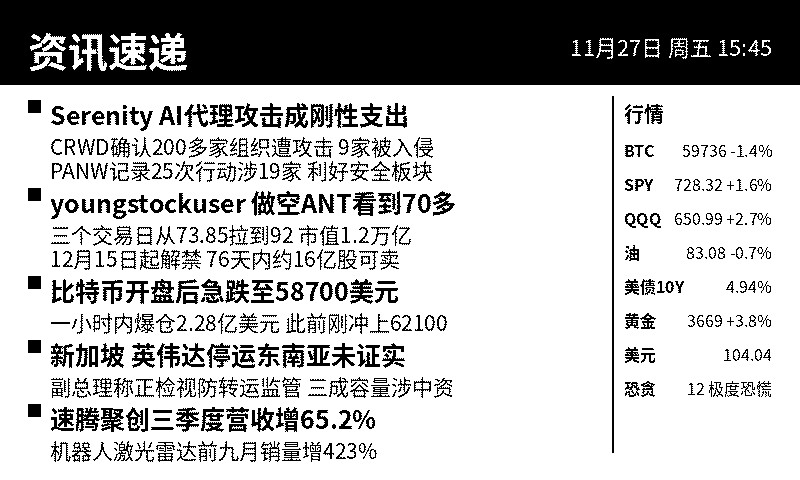 资讯速递
11月27日 周五 15:45
Serenity AI代理攻击成刚性支出
CRWD确认200多家组织遭攻击 9家被入侵
PANW记录25次行动涉19家 利好安全板块
youngstockuser 做空ANT看到70多
三个交易日从73.85拉到92 市值1.2万亿
12月15日起解禁 76天内约16亿股可卖
比特币开盘后急跌至58700美元
一小时内爆仓2.28亿美元 此前刚冲上62100
新加坡 英伟达停运东南亚未证实
副总理称正检视防转运监管 三成容量涉中资
速腾聚创三季度营收增65.2%
机器人激光雷达前九月销量增423%
行情
BTC 59736 -1.4%
SPY 728.32 +1.6%
QQQ 650.99 +2.7%
油 83.08 -0.7%
美债10Y 4.94%
黄金 3669 +3.8%
美元 104.04
恐贪 12 极度恐慌